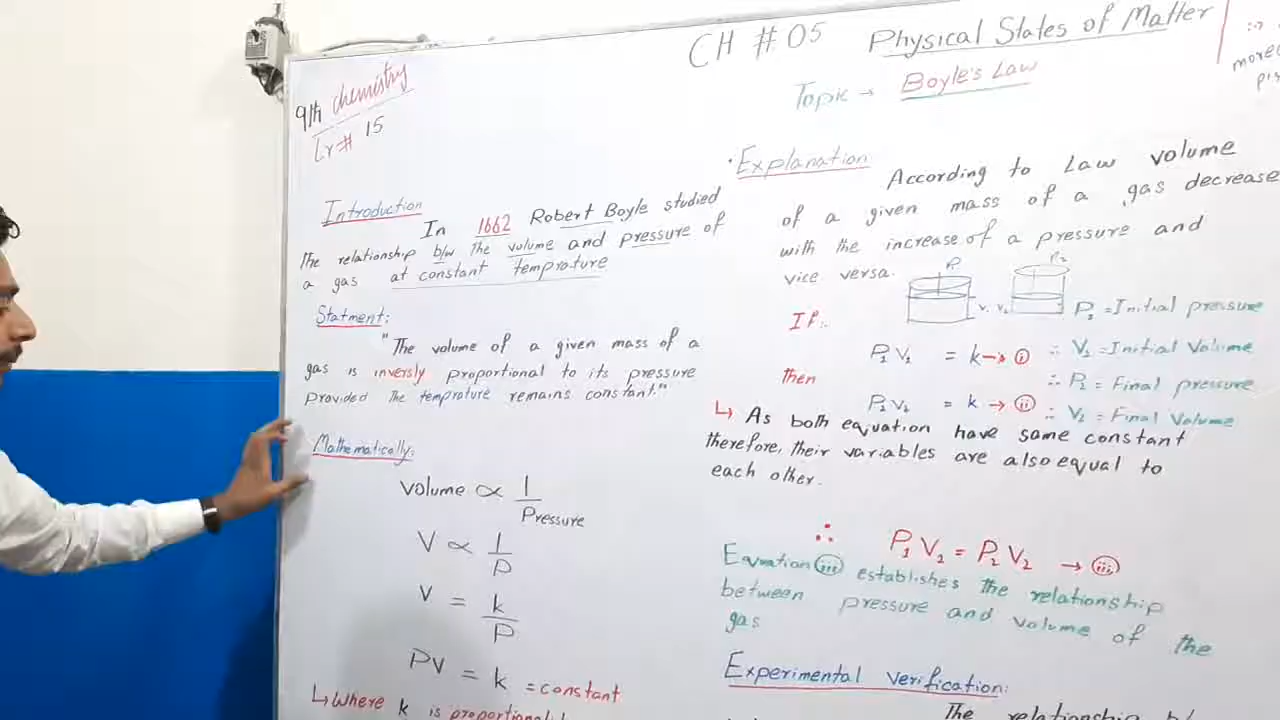 CH # 05 Physical States of Matter
Topic → Boyle's Law
9th chemistry
Lr# 15
Introduction
In 1662 Robert Boyle studied
The relationship b/w the volume and pressure of
a gas at constant temprature
Statment:
"The volume of a given mass of a
gas is inversly proportional to its pressure
Provided The temprature remains constant."
Mathematically:
Volume ∝ 1/Pressure
V ∝ 1/P
V = k/P
PV = k = constant
↳ Where k is
Explanation
According to Law volume
of a given mass of a gas decrease
with the increase of a pressure and
vice versa.
P1 P2
V1 V2
If:
P1 V1 = k → i
then
P2 V2 = k → ii
P1 = Initial pressure
∴ V1 = Initial Volume
∴ P2 = Final pressure
∴ V2 = Final Volume
↳ As both equation have same constant
therefore, their variables are also equal to
each other.
∴ P1 V1 = P2 V2 → iii
Equation iii establishes the relationship
between pressure and volume of the
gas
Experimental verification:
The relationship b/w